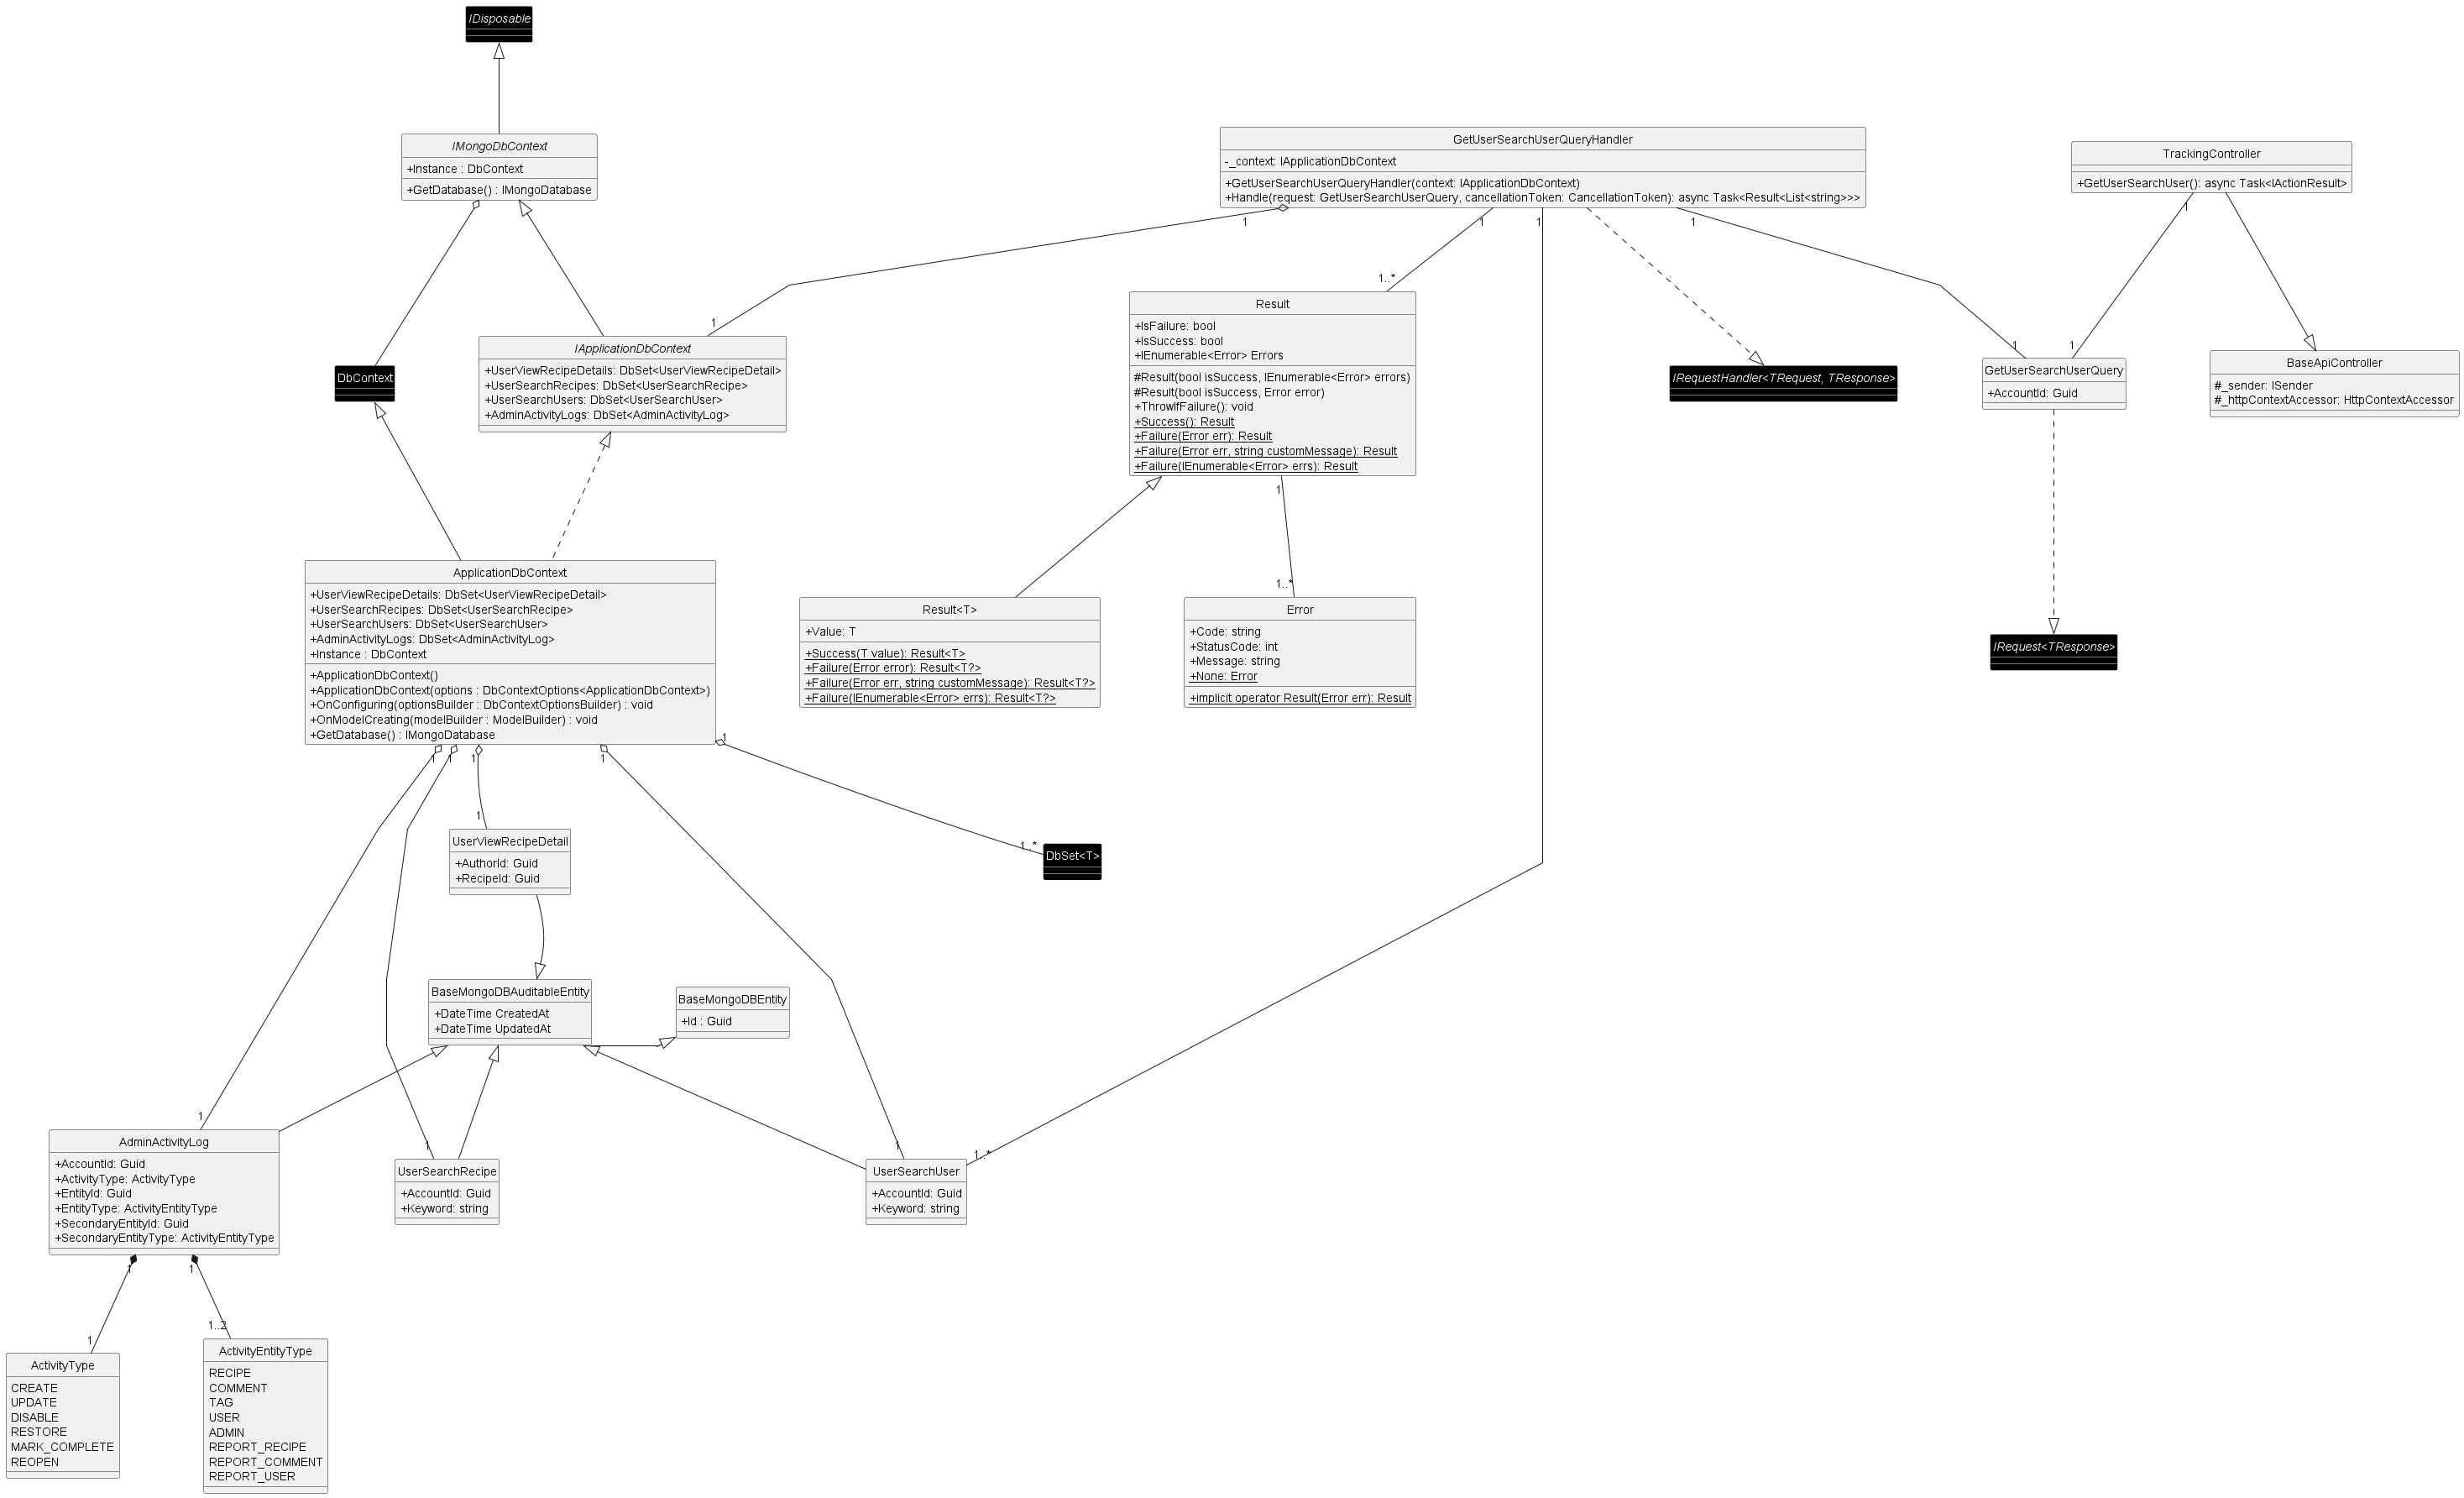 IDisposable
IMongoDbContext
+Instance : DbContext
+GetDatabase() : IMongoDatabase
GetUserSearchUserQueryHandler
-_context: IApplicationDbContext
+GetUserSearchUserQueryHandler(context: IApplicationDbContext)
+Handle(request: GetUserSearchUserQuery, cancellationToken: CancellationToken): async Task<Result<List<string>>>
TrackingController
+GetUserSearchUser(): async Task<IActionResult>
1
1
1
1
1
1..*
1
1
1
Result
+IsFailure: bool
+IsSuccess: bool
+IEnumerable<Error> Errors
#Result(bool isSuccess, IEnumerable<Error> errors)
#Result(bool isSuccess, Error error)
+ThrowIfFailure(): void
+Success(): Result
+Failure(Error err): Result
+Failure(Error err, string customMessage): Result
+Failure(IEnumerable<Error> errs): Result
DbContext
IApplicationDbContext
+UserViewRecipeDetails: DbSet<UserViewRecipeDetail>
+UserSearchRecipes: DbSet<UserSearchRecipe>
+UserSearchUsers: DbSet<UserSearchUser>
+AdminActivityLogs: DbSet<AdminActivityLog>
IRequestHandler<TRequest, TResponse>
GetUserSearchUserQuery
+AccountId: Guid
BaseApiController
#_sender: ISender
#_httpContextAccessor: HttpContextAccessor
1
1..*
ApplicationDbContext
+UserViewRecipeDetails: DbSet<UserViewRecipeDetail>
+UserSearchRecipes: DbSet<UserSearchRecipe>
+UserSearchUsers: DbSet<UserSearchUser>
+AdminActivityLogs: DbSet<AdminActivityLog>
+Instance : DbContext
+ApplicationDbContext()
+ApplicationDbContext(options : DbContextOptions<ApplicationDbContext>)
+OnConfiguring(optionsBuilder : DbContextOptionsBuilder) : void
+OnModelCreating(modelBuilder : ModelBuilder) : void
+GetDatabase() : IMongoDatabase
Result<T>
+Value: T
+Success(T value): Result<T>
+Failure(Error error): Result<T?>
+Failure(Error err, string customMessage): Result<T?>
+Failure(IEnumerable<Error> errs): Result<T?>
Error
+Code: string
+StatusCode: int
+Message: string
+None: Error
+implicit operator Result(Error err): Result
IRequest<TResponse>
1
1
1
1
1
1
1..*
UserViewRecipeDetail
+AuthorId: Guid
+RecipeId: Guid
DbSet<T>
BaseMongoDBAuditableEntity
+DateTime CreatedAt
+DateTime UpdatedAt
BaseMongoDBEntity
+Id : Guid
1
1
1
1..*
AdminActivityLog
+AccountId: Guid
+ActivityType: ActivityType
+EntityId: Guid
+EntityType: ActivityEntityType
+SecondaryEntityId: Guid
+SecondaryEntityType: ActivityEntityType
UserSearchRecipe
+AccountId: Guid
+Keyword: string
UserSearchUser
+AccountId: Guid
+Keyword: string
1
1
1
1..2
ActivityType
CREATE
UPDATE
DISABLE
RESTORE
MARK_COMPLETE
REOPEN
ActivityEntityType
RECIPE
COMMENT
TAG
USER
ADMIN
REPORT_RECIPE
REPORT_COMMENT
REPORT_USER